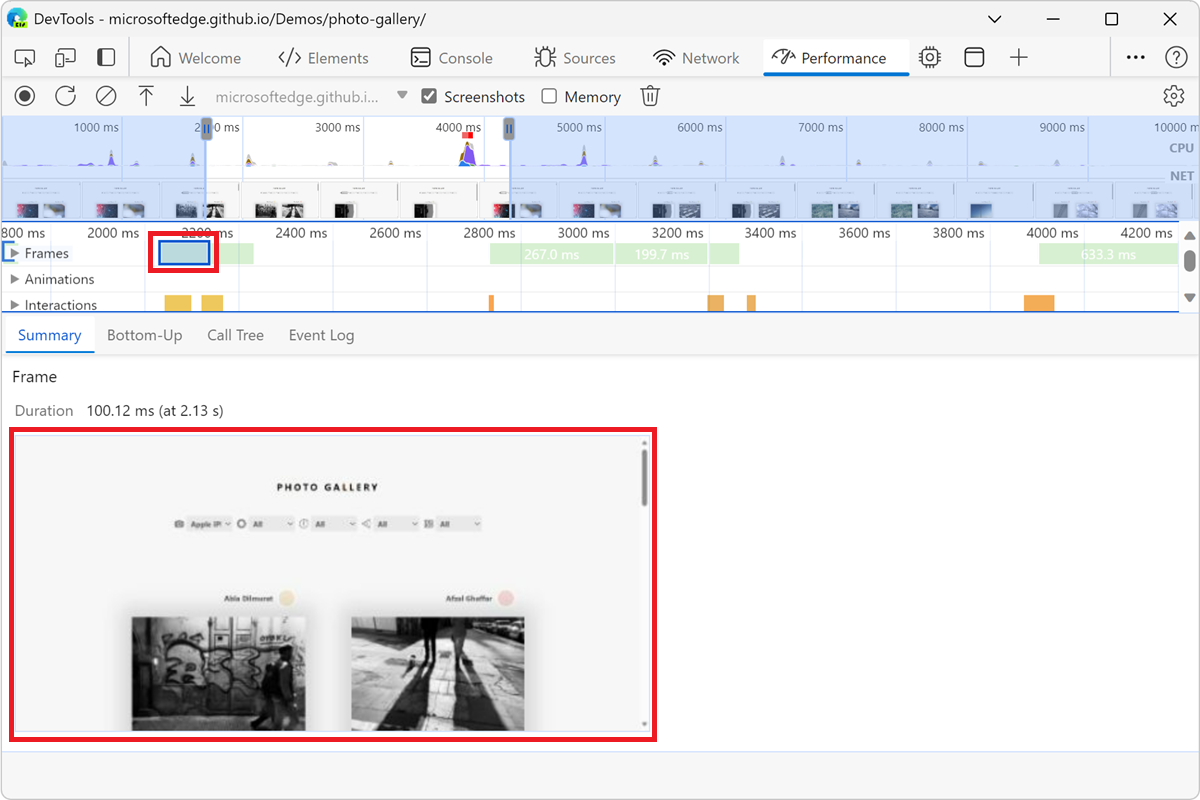 DevTools - microsoftedge.github.io/Demos/photo-gallery/
Welcome Elements Console Sources Network Performance
microsoftedge.github.i... Screenshots Memory
1000 ms 3000 ms 4000 ms 5000 ms 6000 ms 7000 ms 8000 ms 9000 ms 10000 m
CPU
NET
800 ms 2000 ms 2200 ms 2400 ms 2600 ms 2800 ms 3000 ms 3200 ms 3400 ms 3600 ms 3800 ms 4000 ms 4200 ms
Frames 267.0 ms 199.7 ms 633.3 ms
Animations
Interactions
Summary Bottom-Up Call Tree Event Log
Frame
Duration 100.12 ms (at 2.13 s)
PHOTO GALLERY
Apple iP All All All All
Abia Dilmurat Afzal Ghaffar